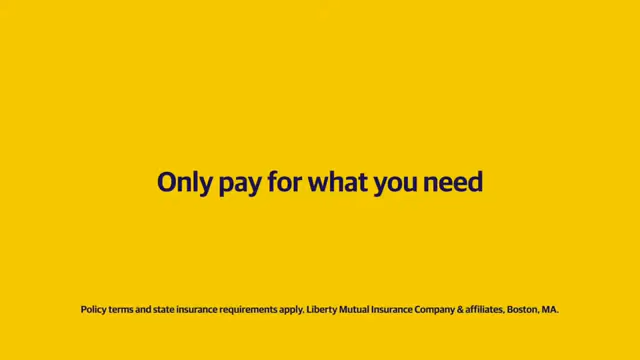 Only pay for what you need
Policy terms and state insurance requirements apply. Liberty Mutual Insurance Company & affiliates, Boston, MA.